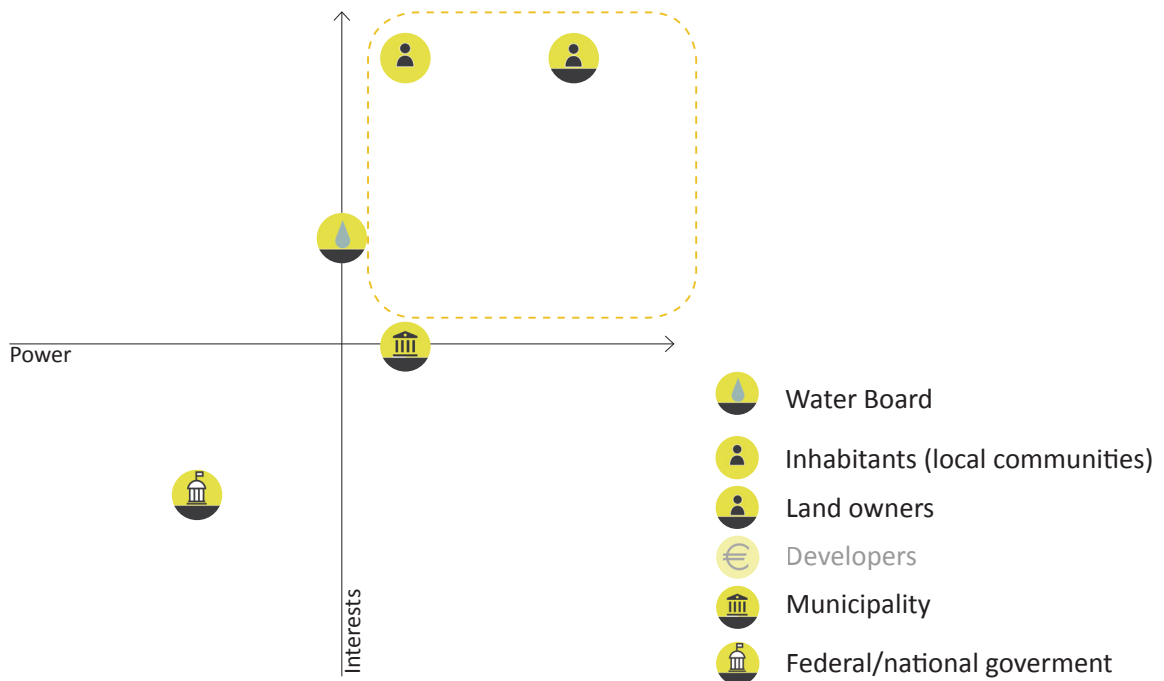 Power
Interests
Water Board
Inhabitants (local communities)
Land owners
Developers
Municipality
Federal/national goverment